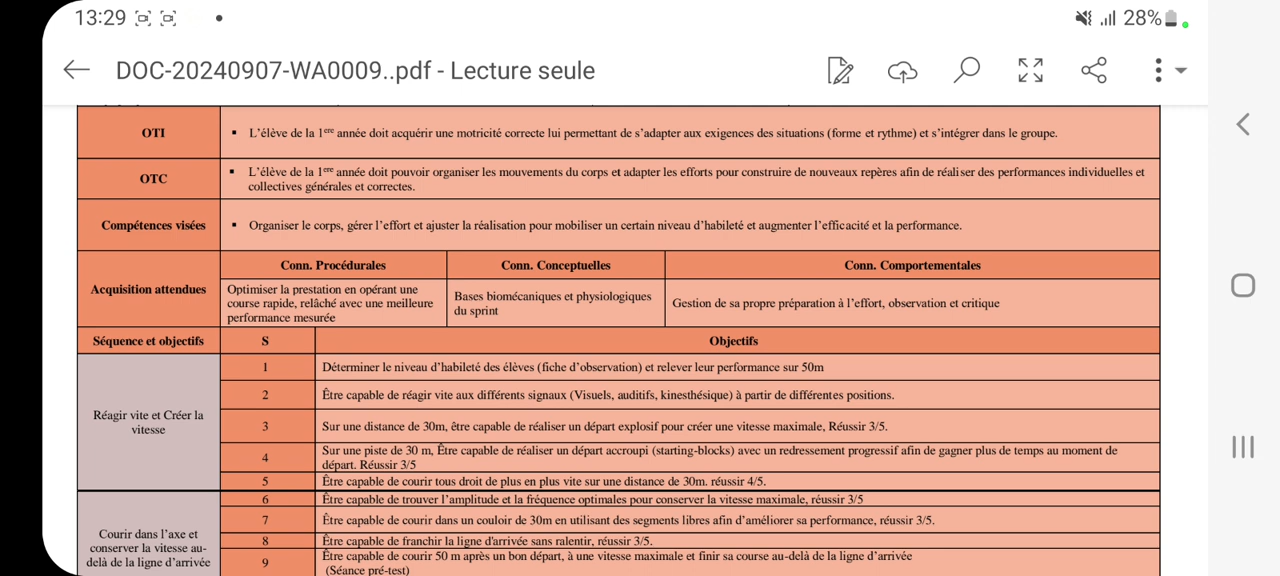 13:29
28%
DOC-20240907-WA0009..pdf - Lecture seule
OTI
▪ L’élève de la 1ere année doit acquérir une motricité correcte lui permettant de s’adapter aux exigences des situations (forme et rythme) et s’intégrer dans le groupe.
OTC
▪ L’élève de la 1ere année doit pouvoir organiser les mouvements du corps et adapter les efforts pour construire de nouveaux repères afin de réaliser des performances individuelles et
collectives générales et correctes.
Compétences visées
▪ Organiser le corps, gérer l’effort et ajuster la réalisation pour mobiliser un certain niveau d’habileté et augmenter l’efficacité et la performance.
Acquisition attendues
Conn. Procédurales
Conn. Conceptuelles
Conn. Comportementales
Optimiser la prestation en opérant une
course rapide, relâché avec une meilleure
performance mesurée
Bases biomécaniques et physiologiques
du sprint
Gestion de sa propre préparation à l’effort, observation et critique
Séquence et objectifs
S
Objectifs
Réagir vite et Créer la
vitesse
1
Déterminer le niveau d’habileté des élèves (fiche d’observation) et relever leur performance sur 50m
2
Être capable de réagir vite aux différents signaux (Visuels, auditifs, kinesthésique) à partir de différentes positions.
3
Sur une distance de 30m, être capable de réaliser un départ explosif pour créer une vitesse maximale, Réussir 3/5.
4
Sur une piste de 30 m, Être capable de réaliser un départ accroupi (starting-blocks) avec un redressement progressif afin de gagner plus de temps au moment de
départ. Réussir 3/5
5
Être capable de courir tous droit de plus en plus vite sur une distance de 30m. réussir 4/5.
Courir dans l’axe et
conserver la vitesse au-
delà de la ligne d’arrivée
6
Être capable de trouver l’amplitude et la fréquence optimales pour conserver la vitesse maximale, réussir 3/5
7
Être capable de courir dans un couloir de 30m en utilisant des segments libres afin d’améliorer sa performance, réussir 3/5.
8
Être capable de franchir la ligne d'arrivée sans ralentir, réussir 3/5.
9
Être capable de courir 50 m après un bon départ, à une vitesse maximale et finir sa course au-delà de la ligne d’arrivée
(Séance pré-test)